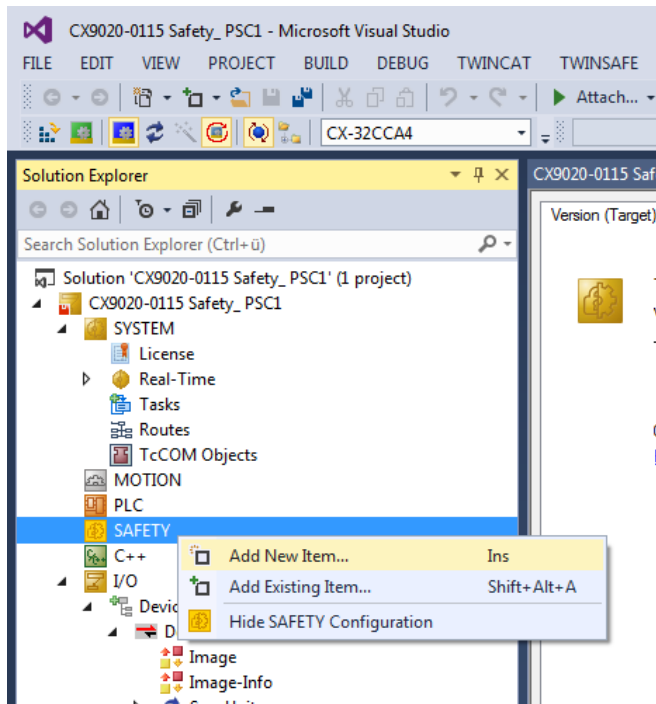 CX9020-0115 Safety_ PSC1 - Microsoft Visual Studio
FILE EDIT VIEW PROJECT BUILD DEBUG TWINCAT TWINSAFE
Attach...
CX-32CCA4
Solution Explorer
CX9020-0115 Saf
Search Solution Explorer (Ctrl+ü)
Version (Target)
Solution 'CX9020-0115 Safety_ PSC1' (1 project)
CX9020-0115 Safety_ PSC1
SYSTEM
License
Real-Time
Tasks
Routes
TcCOM Objects
MOTION
PLC
SAFETY
C++
Add New Item... Ins
I/O
Add Existing Item... Shift+Alt+A
Devic
Hide SAFETY Configuration
D
Image
Image-Info